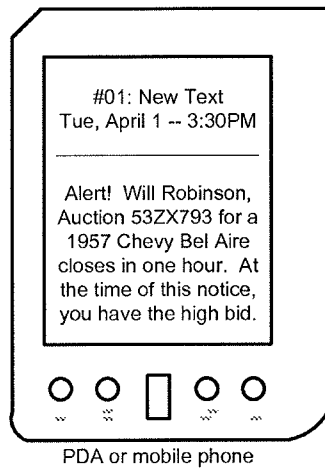 #01: New Text
Tue, April 1 -- 3:30PM
Alert! Will Robinson,
Auction 53ZX793 for a
1957 Chevy Bel Aire
closes in one hour. At
the time of this notice,
you have the high bid.
PDA or mobile phone